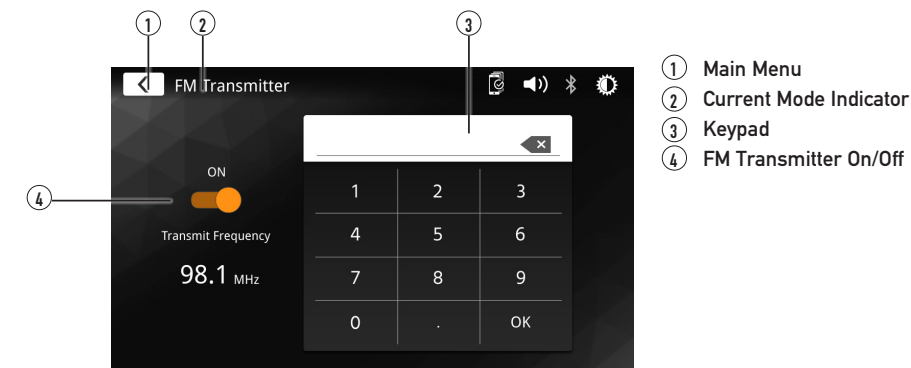 1 2 3
FM Transmitter
ON
4
Transmit Frequency
98.1 MHz
1 2 3
4 5 6
7 8 9
0 . OK
1 Main Menu
2 Current Mode Indicator
3 Keypad
4 FM Transmitter On/Off